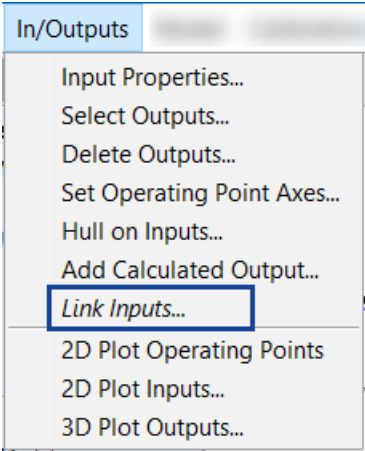 In/Outputs
Input Properties...
Select Outputs...
Delete Outputs...
Set Operating Point Axes...
Hull on Inputs...
Add Calculated Output...
Link Inputs...
2D Plot Operating Points
2D Plot Inputs...
3D Plot Outputs...